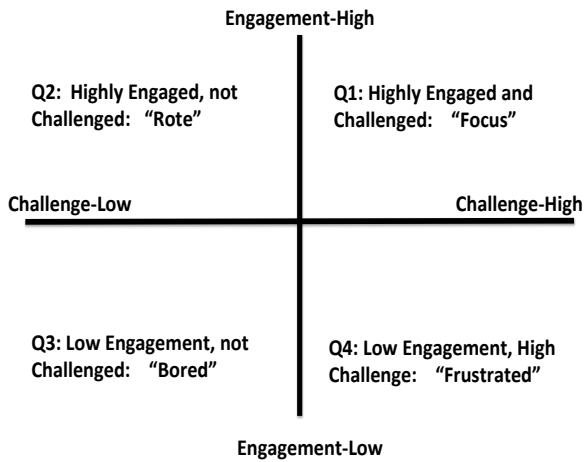 Engagement-High
Q2: Highly Engaged, not
Challenged: “Rote”
Q1: Highly Engaged and
Challenged: “Focus”
Challenge-Low
Challenge-High
Q3: Low Engagement, not
Challenged: “Bored”
Q4: Low Engagement, High
Challenge: “Frustrated”
Engagement-Low